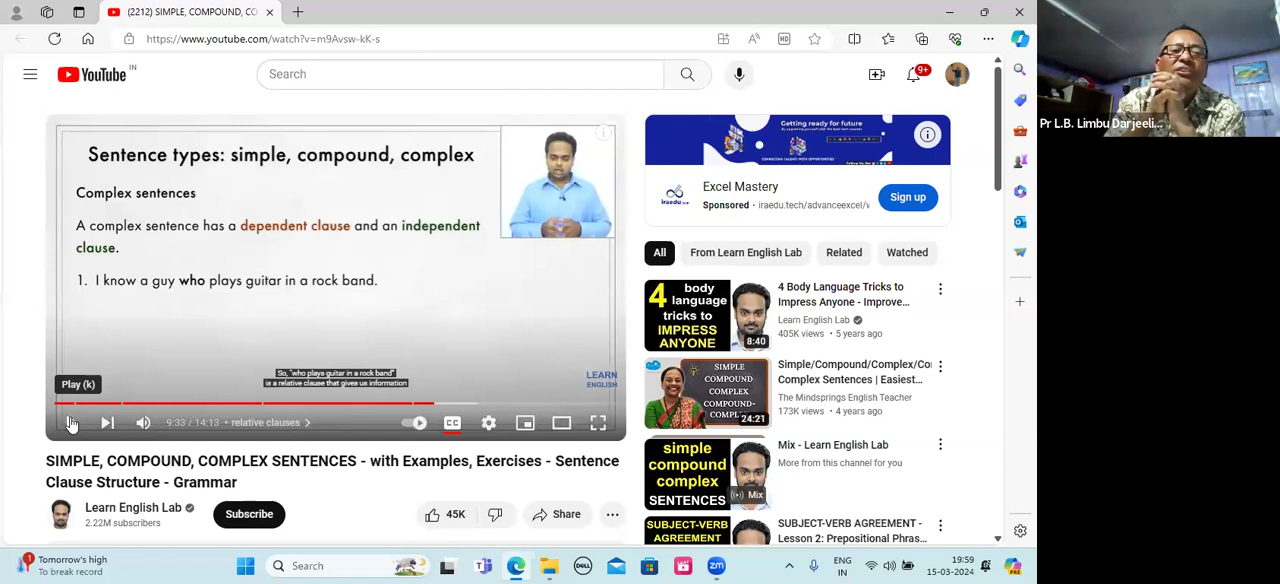 (2212) SIMPLE, COMPOUND, CO
https://www.youtube.com/watch?v=m9Avsw-kK-s
YouTube IN
Search
9+
Pr L.B. Limbu Darjeeli...
Sentence types: simple, compound, complex
Complex sentences
A complex sentence has a dependent clause and an independent
clause.
1. I know a guy who plays guitar in a rock band.
So, "who plays guitar in a rock band"
is a relative clause that gives us information
LEARN
ENGLISH
Play (k)
9:33 / 14:13 • relative clauses
SIMPLE, COMPOUND, COMPLEX SENTENCES - with Examples, Exercises - Sentence
Clause Structure - Grammar
Learn English Lab
2.22M subscribers
Subscribe
45K
Share
Getting ready for future
Excel Mastery
Sponsored · iraedu.tech/advanceexcel/
Sign up
All
From Learn English Lab
Related
Watched
4 body
language
tricks to
IMPRESS
ANYONE
8:40
4 Body Language Tricks to
Impress Anyone - Improve...
Learn English Lab
405K views • 5 years ago
SIMPLE
COMPOUND
COMPLEX
COMPOUND-
24:21
Simple/Compound/Complex/Co
Complex Sentences | Easiest...
The Mindsprings English Teacher
173K views • 4 years ago
simple
compound
complex
SENTENCES
Mix
Mix - Learn English Lab
More from this channel for you
SUBJECT-VERB
AGREEMENT
SUBJECT-VERB AGREEMENT -
Lesson 2: Prepositional Phras...
1
Tomorrow's high
To break record
Search
DELL
zm
ENG
IN
19:59
15-03-2024
PRE